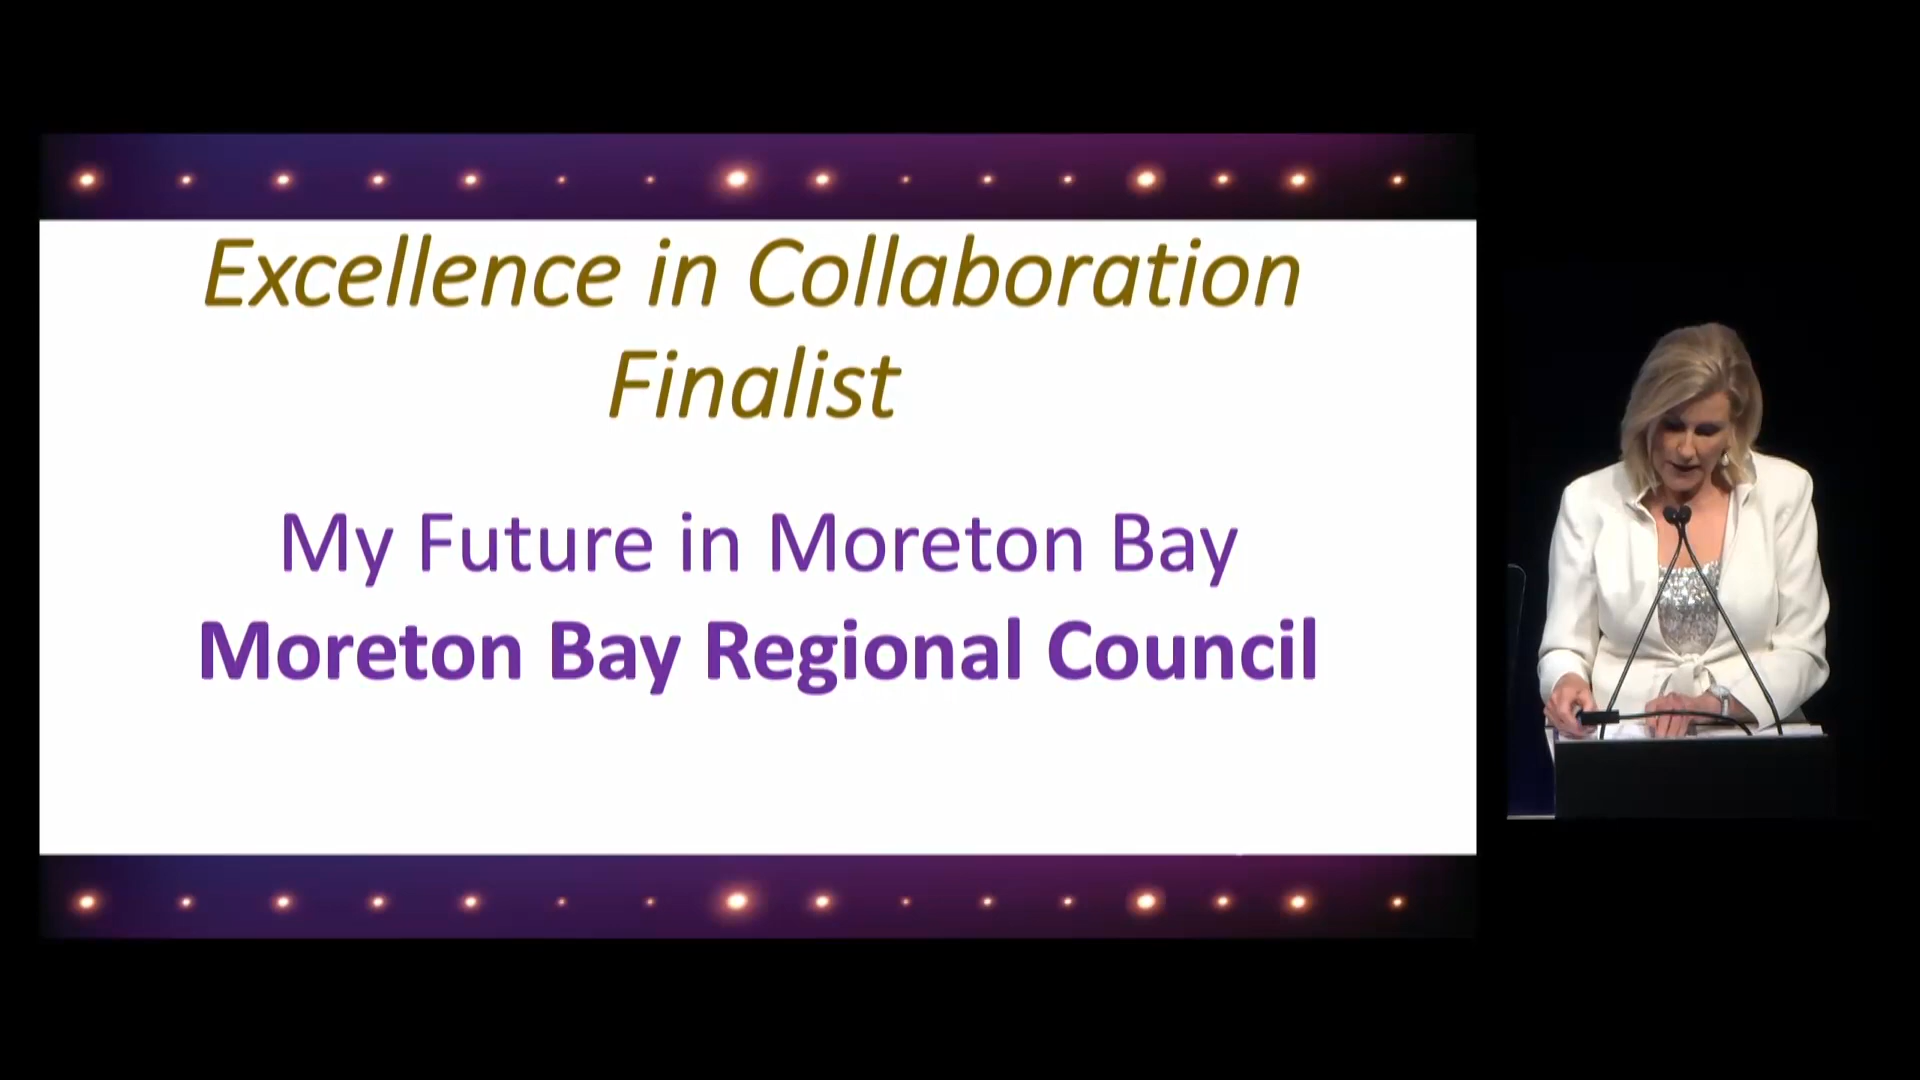 Excellence in Collaboration
Finalist
My Future in Moreton Bay
Moreton Bay Regional Council